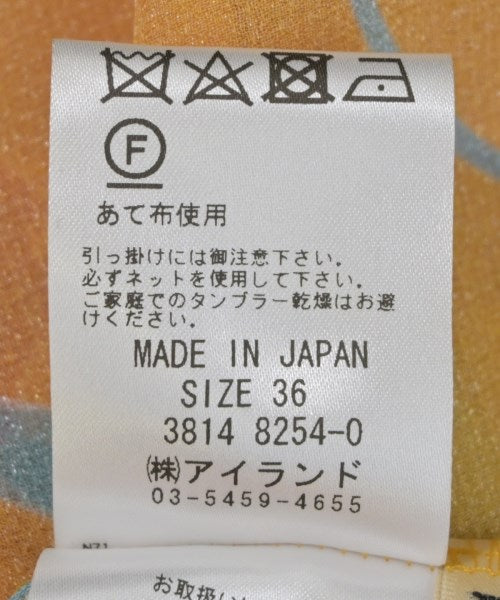 F
あて布使用
引っ掛けには御注意下さい。
必ずネットを使用して下さい。
ご家庭でのタンブラー乾燥はお避
けください。
MADE IN JAPAN
SIZE 36
3814 8254-0
㈱アイランド
03-5459-4655
N71
お取扱い